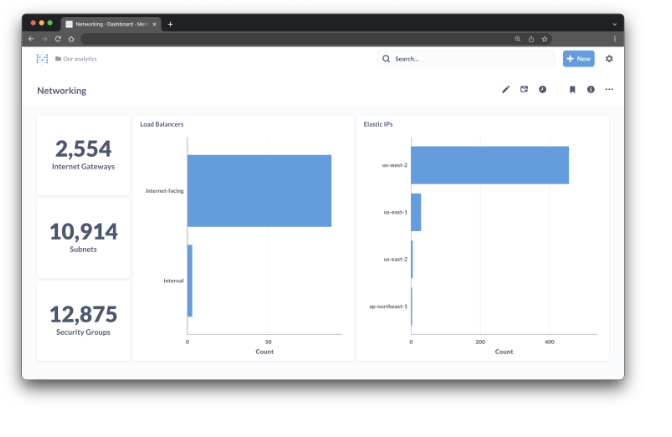 Networking - Dashboard - Met
Our analytics
Search...
+ New
Networking
2,554
Internet Gateways
10,914
Subnets
12,875
Security Groups
Load Balancers
internet-facing
internal
0
50
Count
Elastic IPs
us-west-2
us-east-1
us-east-2
ap-northeast-1
0
200
400
Count